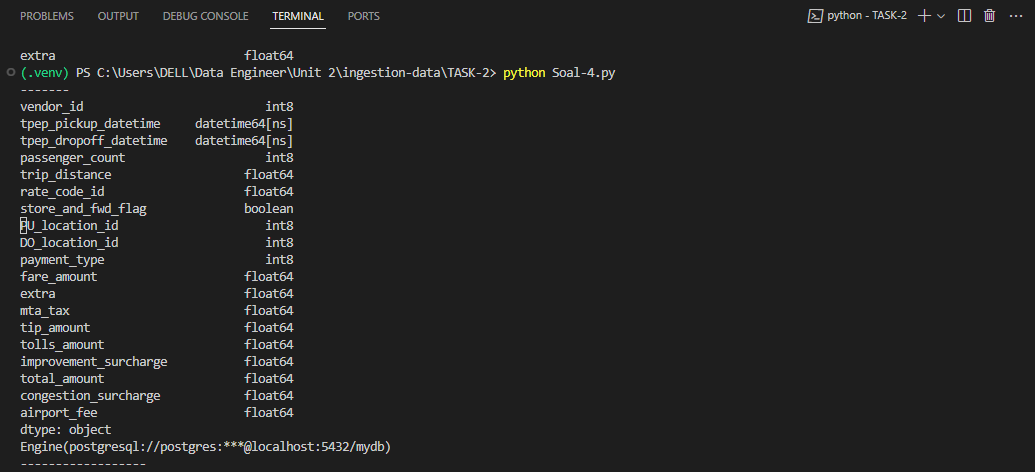 PROBLEMS OUTPUT DEBUG CONSOLE TERMINAL PORTS python - TASK-2
extra float64
(.venv) PS C:\Users\DELL\Data Engineer\Unit 2\ingestion-data\TASK-2> python Soal-4.py
-------
vendor_id int8
tpep_pickup_datetime datetime64[ns]
tpep_dropoff_datetime datetime64[ns]
passenger_count int8
trip_distance float64
rate_code_id float64
store_and_fwd_flag boolean
PU_location_id int8
DO_location_id int8
payment_type int8
fare_amount float64
extra float64
mta_tax float64
tip_amount float64
tolls_amount float64
improvement_surcharge float64
total_amount float64
congestion_surcharge float64
airport_fee float64
dtype: object
Engine(postgresql://postgres:***@localhost:5432/mydb)
------------------